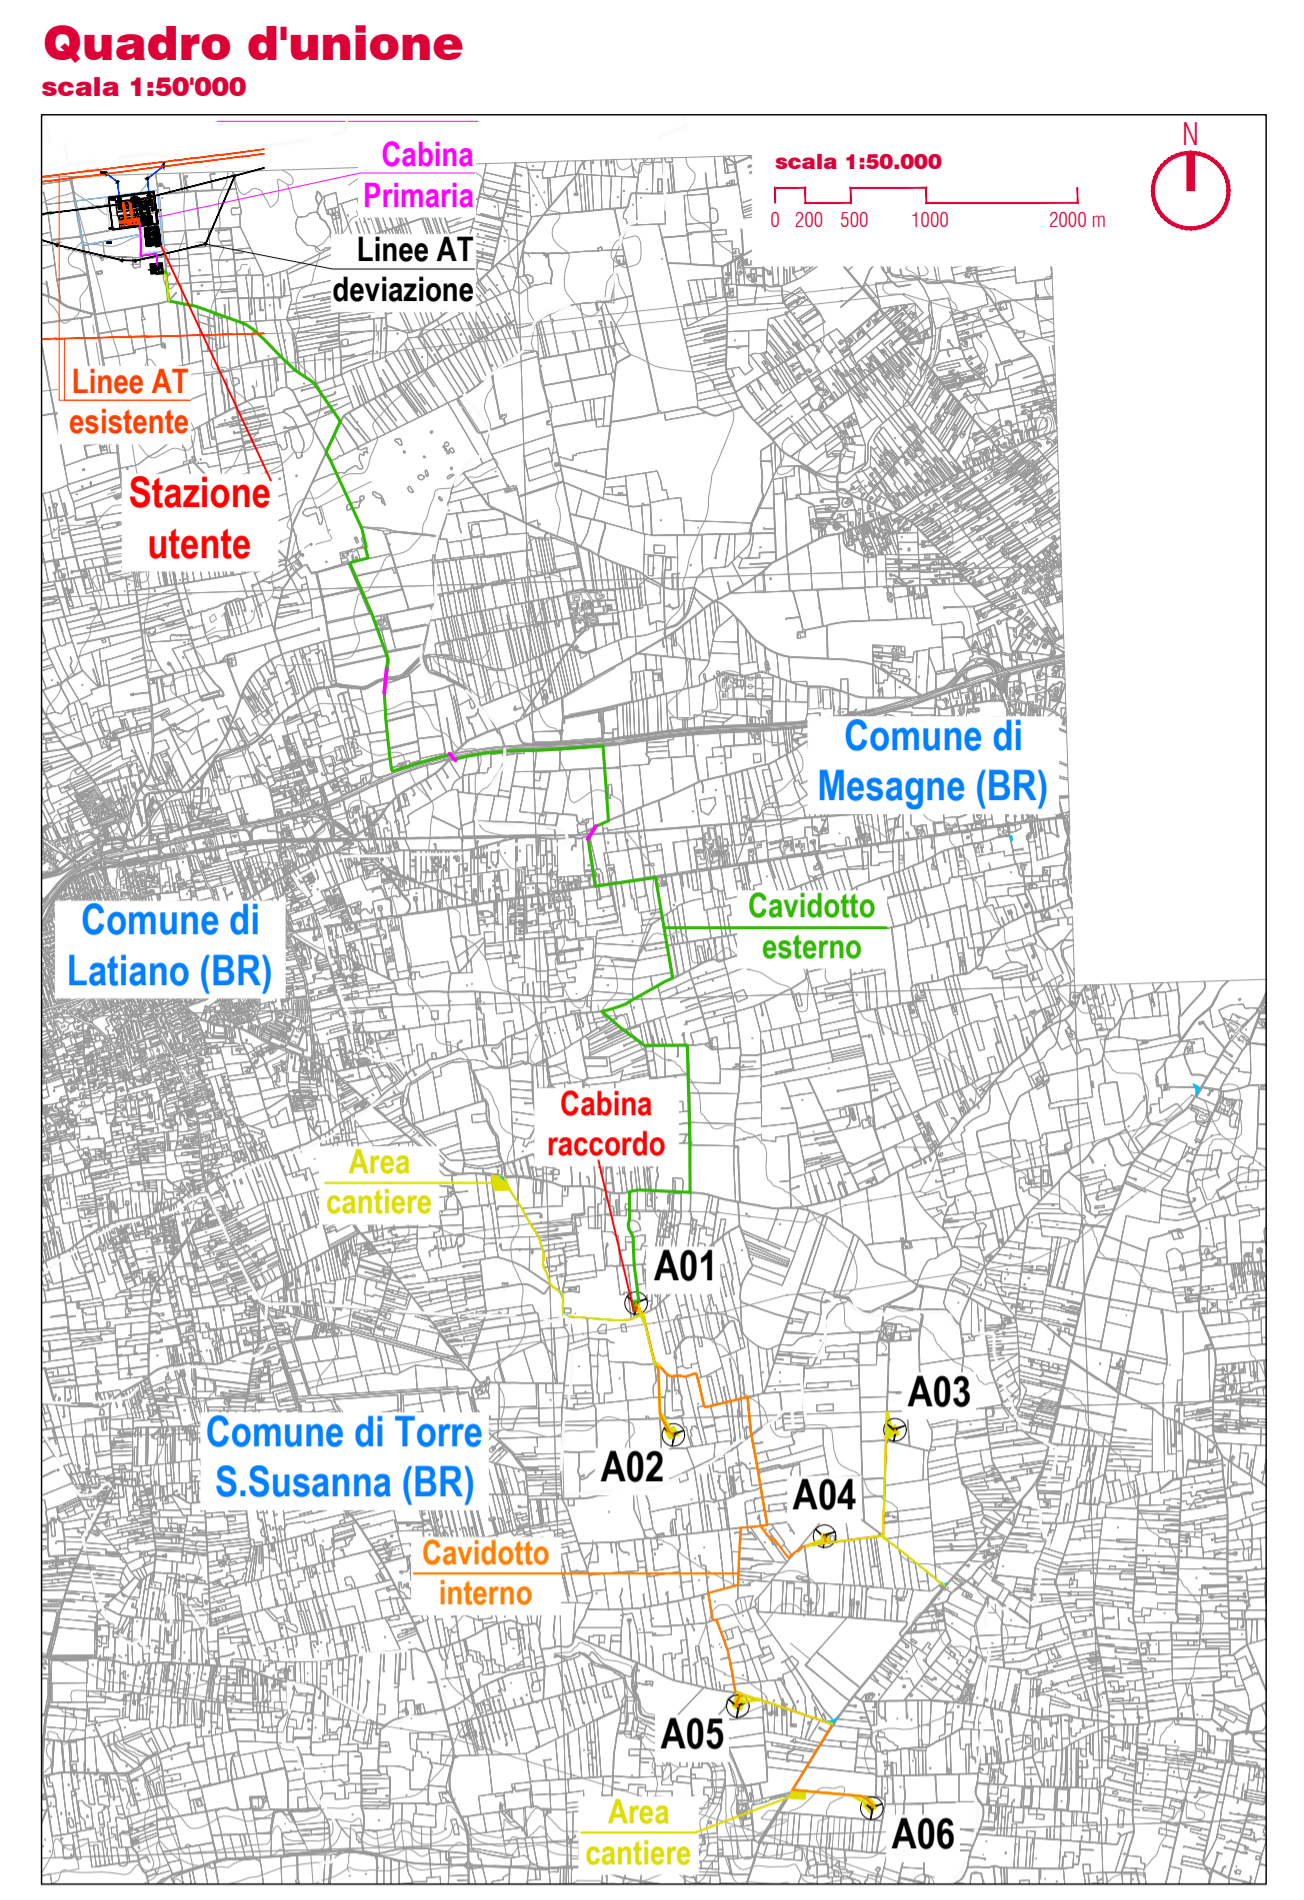 Quadro d'unione
scala 1:50'000
Cabina
Primaria
scala 1:50.000
0 200 500 1000 2000 m
N
Linee AT
deviazione
Linee AT
esistente
Stazione
utente
Comune di
Mesagne (BR)
Cavidotto
esterno
Comune di
Latiano (BR)
Cabina
raccordo
Area
cantiere
A01
A03
Comune di Torre
S.Susanna (BR)
A02
A04
Cavidotto
interno
A05
Area
cantiere
A06